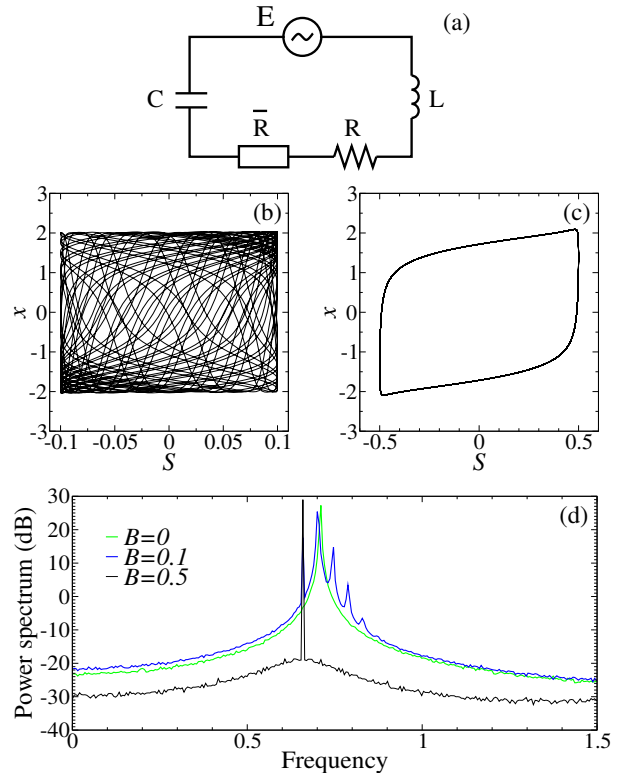 E
(a)
C
L
R̅
R
(b)
(c)
3
2
1
0
-1
-2
-3
x
-0.1
-0.05
0
0.05
0.1
S
3
2
1
0
-1
-2
-3
x
-0.5
0
0.5
S
(d)
30
20
10
0
-10
-20
-30
-40
Power spectrum (dB)
B=0
B=0.1
B=0.5
0
0.5
1
1.5
Frequency